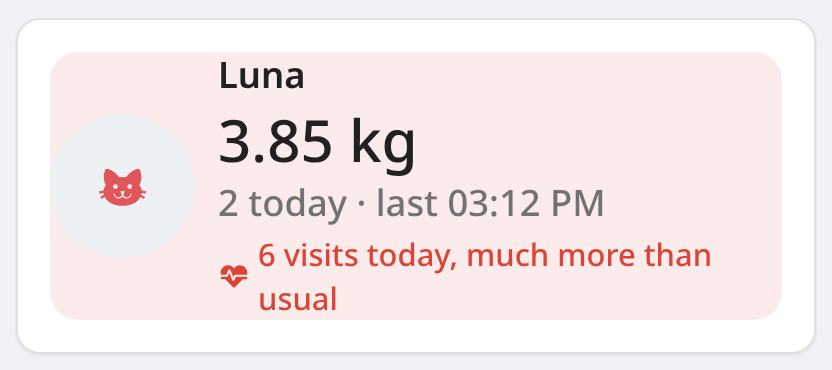 Luna
3.85 kg
2 today · last 03:12 PM
6 visits today, much more than
usual